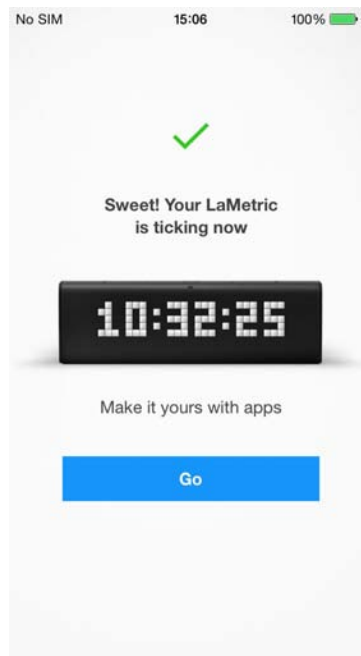 No SIM 15:06 100%
Sweet! Your LaMetric
is ticking now
10:32:25
Make it yours with apps
Go